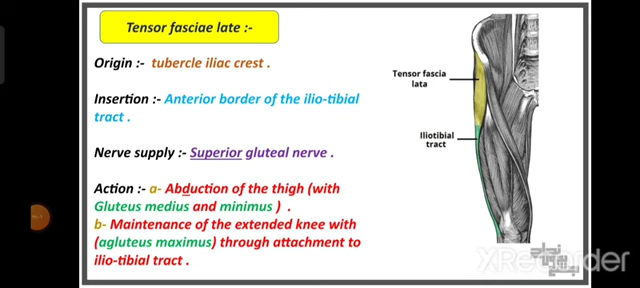 Tensor fasciae late :-
Origin :- tubercle iliac crest .
Insertion :- Anterior border of the ilio-tibial
tract .
Nerve supply :- Superior gluteal nerve .
Action :- a- Abduction of the thigh (with
Gluteus medius and minimus ) .
b- Maintenance of the extended knee with
(agluteus maximus) through attachment to
ilio-tibial tract .
Tensor fascia
lata
Iliotibial
tract
XRecorder